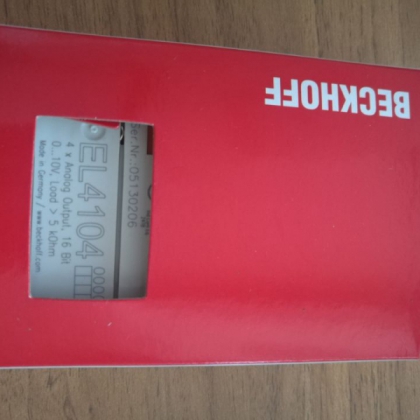 BECKHOFF
Ser.Nr.:05130206
EL4104
4 x Analog Output, 16 Bit
0...10V, Load > 5 kOhm
Made in Germany / www.beckhoff.com